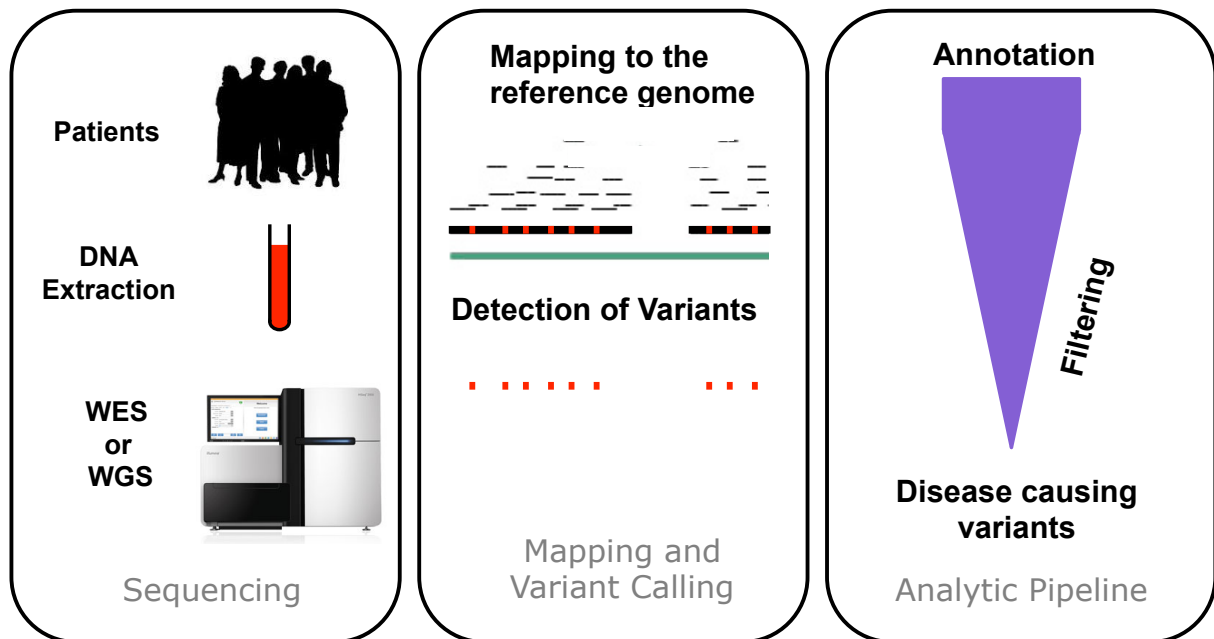 Patients
DNA
Extraction
WES
or
WGS
Sequencing
Mapping to the
reference genome
Detection of Variants
Mapping and
Variant Calling
Annotation
Filtering
Disease causing
variants
Analytic Pipeline